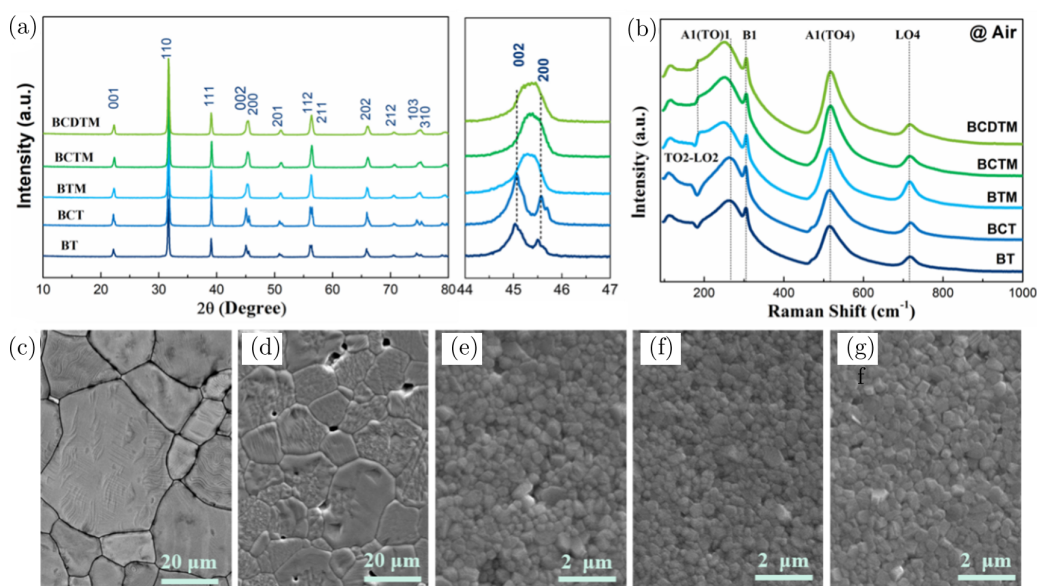 (a)
Intensity (a.u.)
001
110
111
002
200
201
112
211
202
212
103
310
BCDTM
BCTM
BTM
BCT
BT
10 20 30 40 50 60 70 80
2θ (Degree)
002
200
44 45 46 47
(b)
Intensity (a.u.)
A1(TO)1 B1 A1(TO4) LO4 @ Air
TO2-LO2
BCDTM
BCTM
BTM
BCT
BT
200 400 600 800 1000
Raman Shift (cm⁻¹)
(c)
20 μm
(d)
20 μm
(e)
2 μm
(f)
2 μm
(g)
f
2 μm